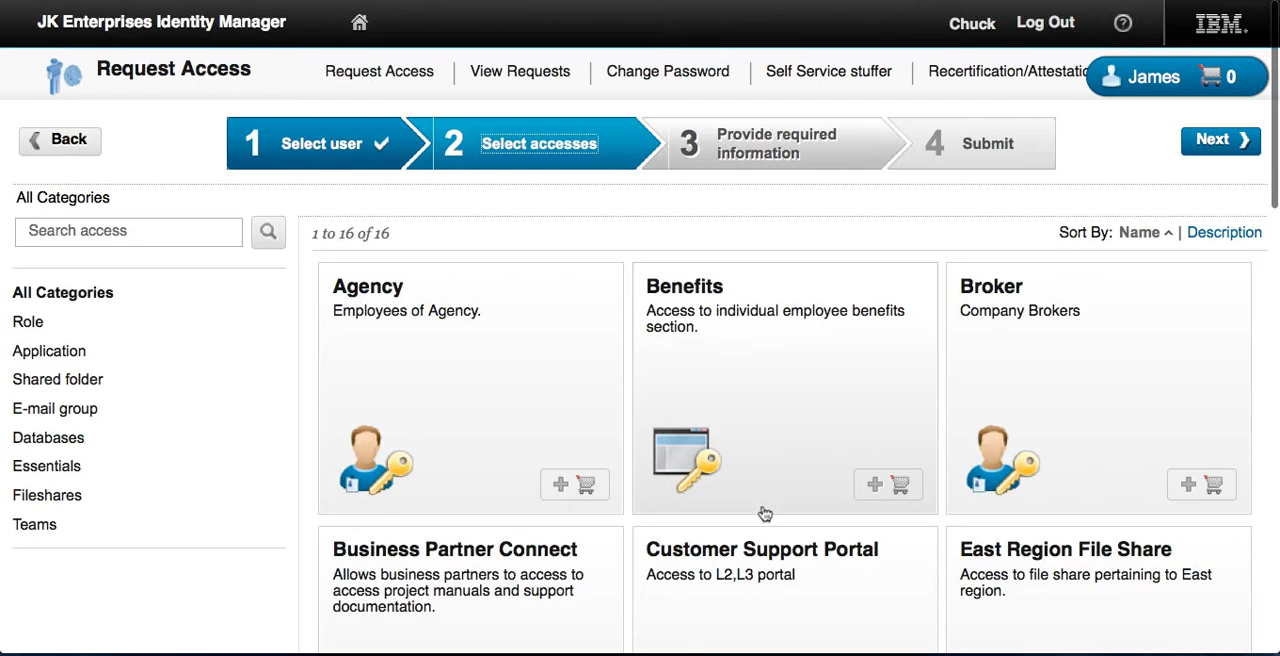 JK Enterprises Identity Manager
Chuck
Log Out
?
IBM
Request Access
Request Access
View Requests
Change Password
Self Service stuffer
Recertification/Attestatio
James
0
Back
1 Select user
2 Select accesses
3 Provide required
information
4 Submit
Next
All Categories
Search access
1 to 16 of 16
Sort By: Name | Description
All Categories
Role
Application
Shared folder
E-mail group
Databases
Essentials
Fileshares
Teams
Agency
Employees of Agency.
Benefits
Access to individual employee benefits
section.
Broker
Company Brokers
Business Partner Connect
Allows business partners to access to
access project manuals and support
documentation.
Customer Support Portal
Access to L2,L3 portal
East Region File Share
Access to file share pertaining to East
region.